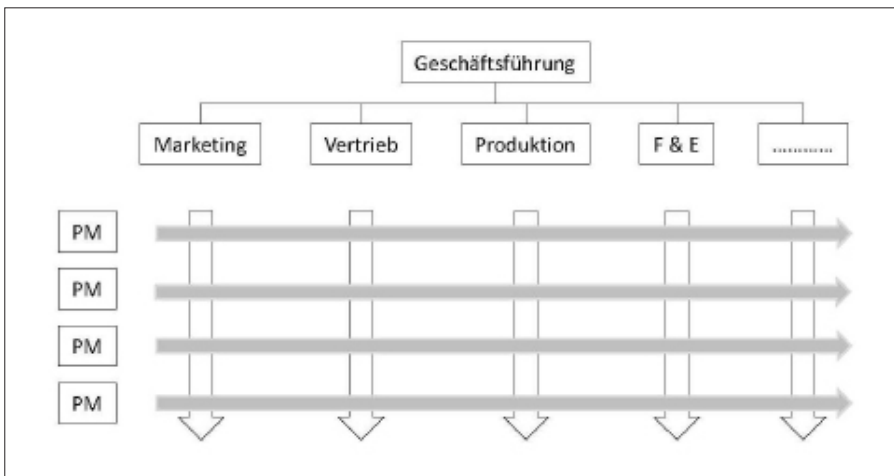 Geschäftsführung
Marketing
Vertrieb
Produktion
F & E
.............
PM
PM
PM
PM